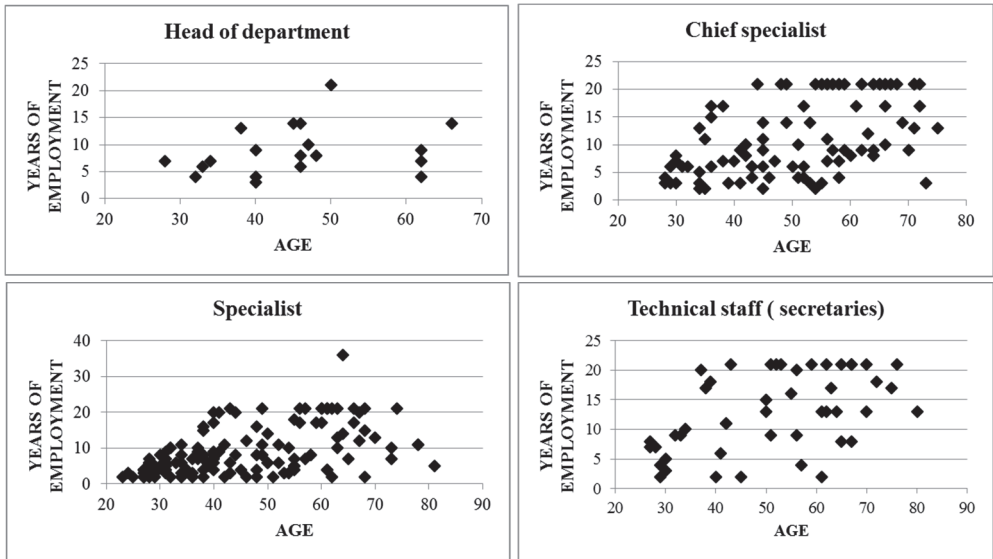 Head of department
YEARS OF
EMPLOYMENT
25
20
15
10
5
0
20 30 40 50 60 70
AGE
Chief specialist
YEARS OF
EMPLOYMENT
25
20
15
10
5
0
20 30 40 50 60 70 80
AGE
Specialist
YEARS OF
EMPLOYMENT
40
30
20
10
0
20 30 40 50 60 70 80 90
AGE
Technical staff ( secretaries)
YEARS OF
EMPLOYMENT
25
20
15
10
5
0
20 30 40 50 60 70 80 90
AGE